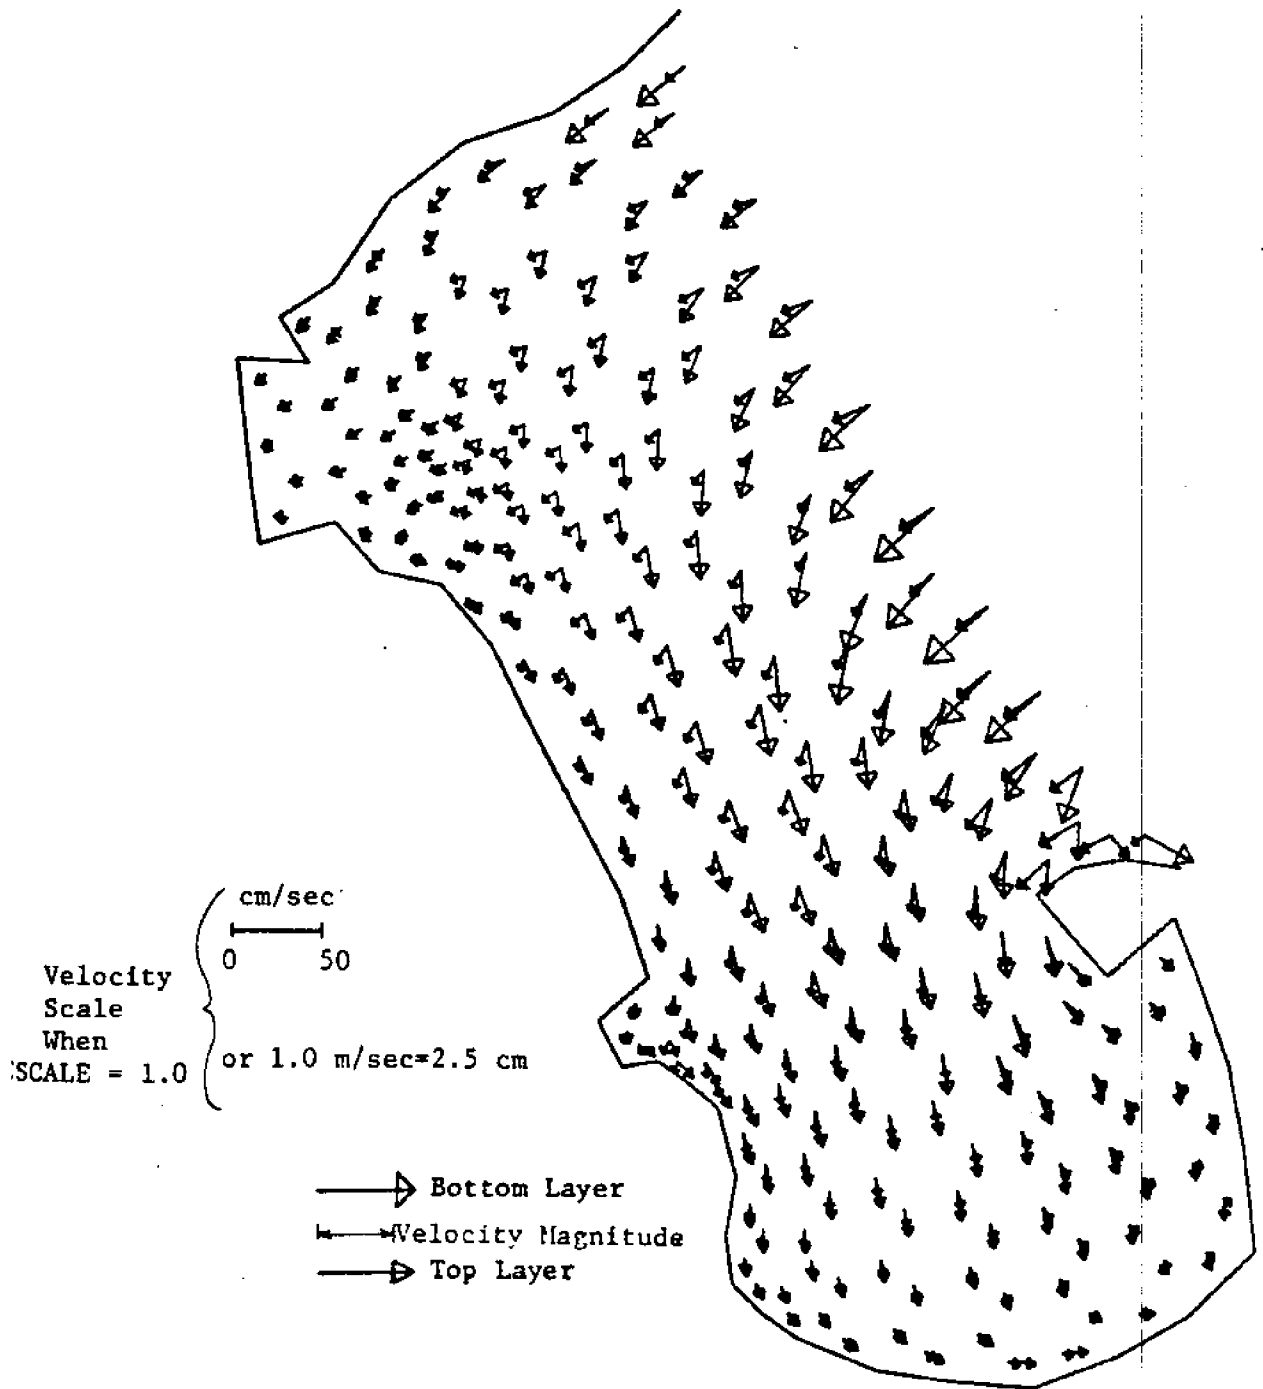 cm/sec
0 50
Velocity
Scale
When
SCALE = 1.0
or 1.0 m/sec=2.5 cm
Bottom Layer
Velocity Magnitude
Top Layer